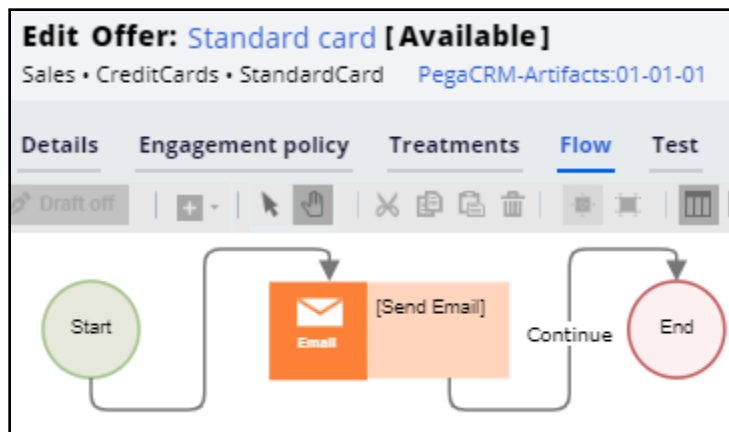 Edit Offer: Standard card [Available]
Sales • CreditCards • StandardCard PegaCRM-Artifacts:01-01-01
Details Engagement policy Treatments Flow Test
Draft off
Start
Email
[Send Email]
Continue
End